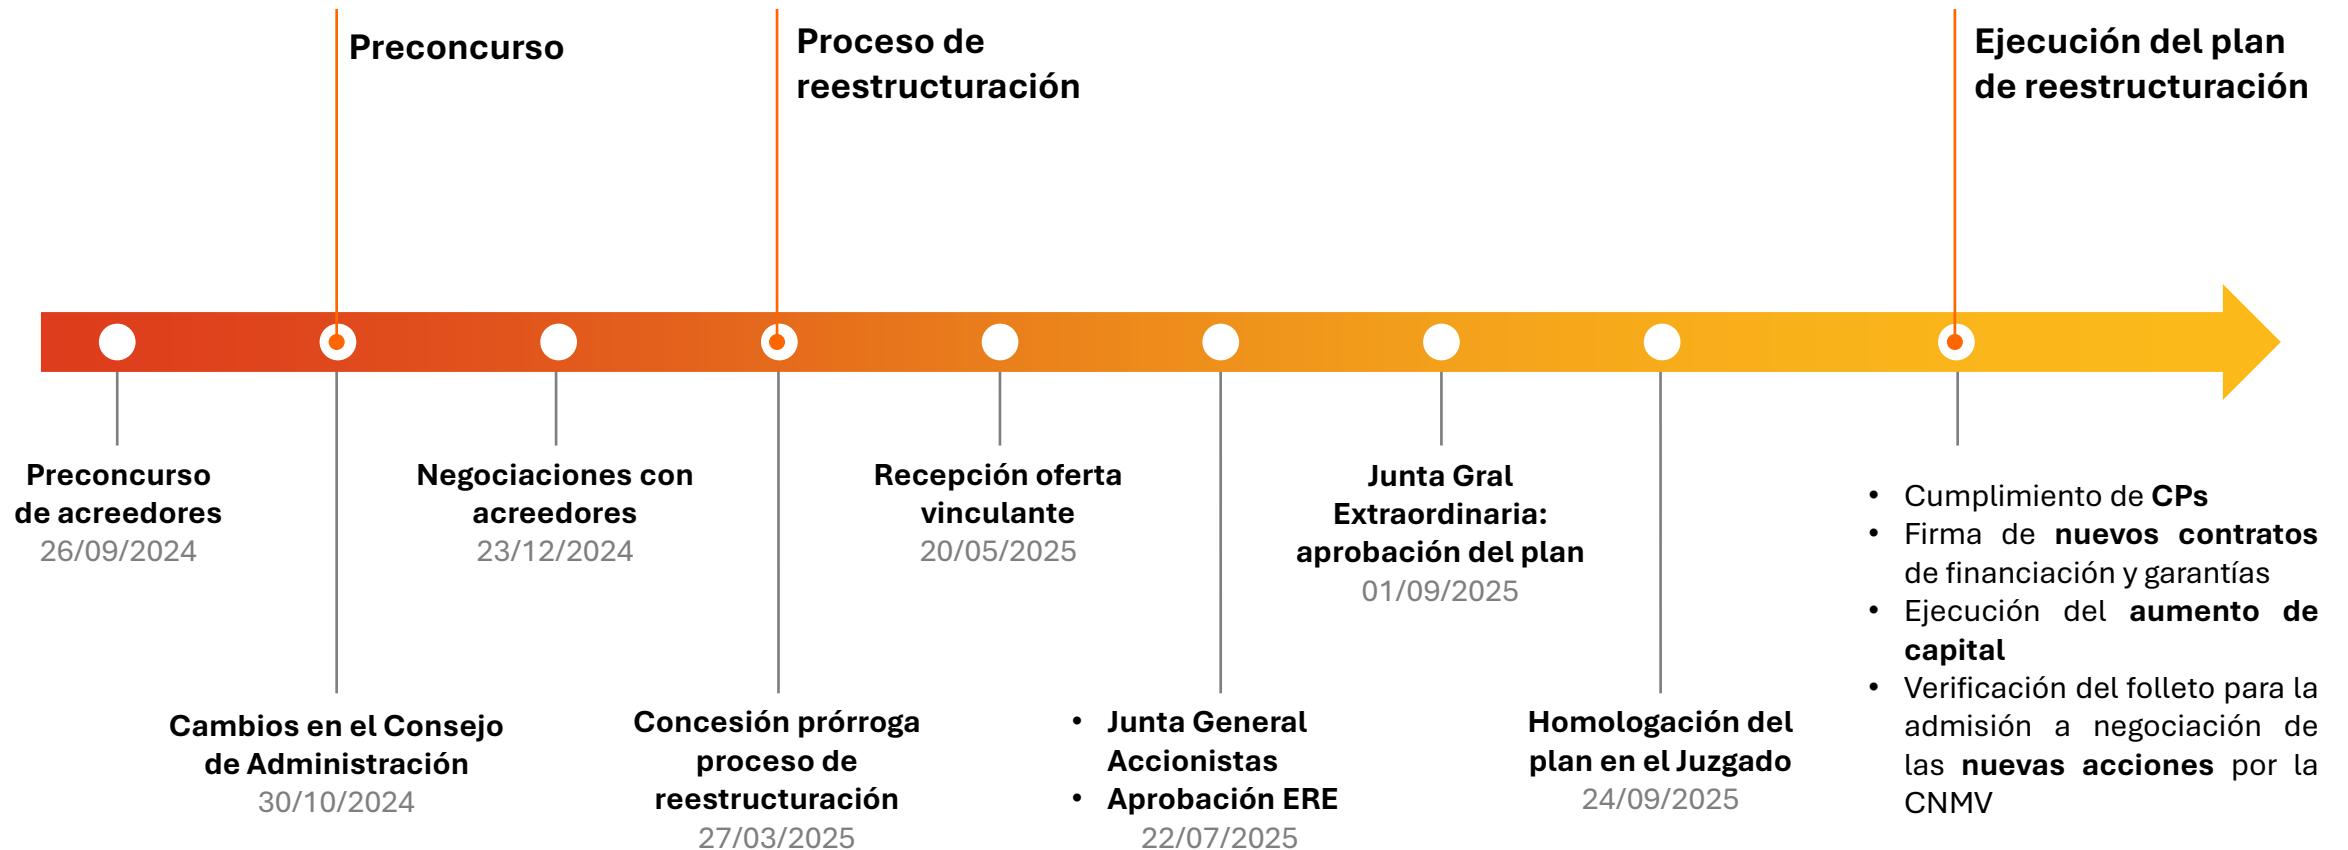 Preconcurso
Proceso de
reestructuración
Ejecución del plan
de reestructuración
Preconcurso
de acreedores
26/09/2024
Cambios en el Consejo
de Administración
30/10/2024
Negociaciones con
acreedores
23/12/2024
Concesión prórroga
proceso de
reestructuración
27/03/2025
Recepción oferta
vinculante
20/05/2025
• Junta General
Accionistas
• Aprobación ERE
22/07/2025
Junta Gral
Extraordinaria:
aprobación del plan
01/09/2025
Homologación del
plan en el Juzgado
24/09/2025
• Cumplimiento de CPs
• Firma de nuevos contratos
de financiación y garantías
• Ejecución del aumento de
capital
• Verificación del folleto para la
admisión a negociación de
las nuevas acciones por la
CNMV